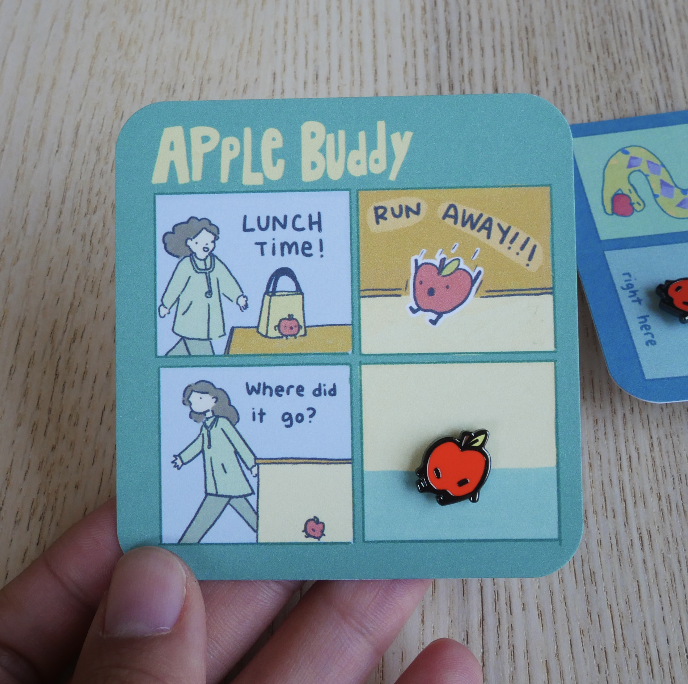 APPLE BUDDY
LUNCH
TIME!
RUN AWAY!!!
Where did
it go?
right here